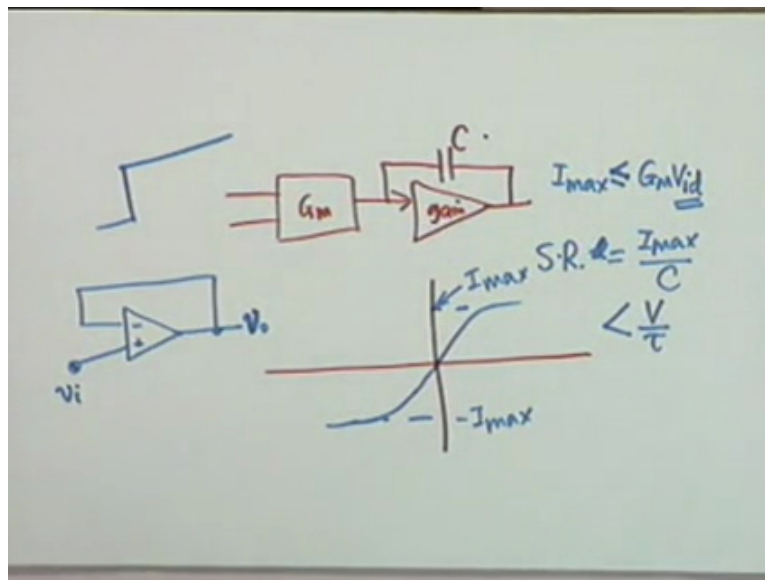 C
Gm
gain
Imax ≤ GmVid
S.R. = Imax/C
< V/τ
Imax
- Imax
-
+
Vo
Vi